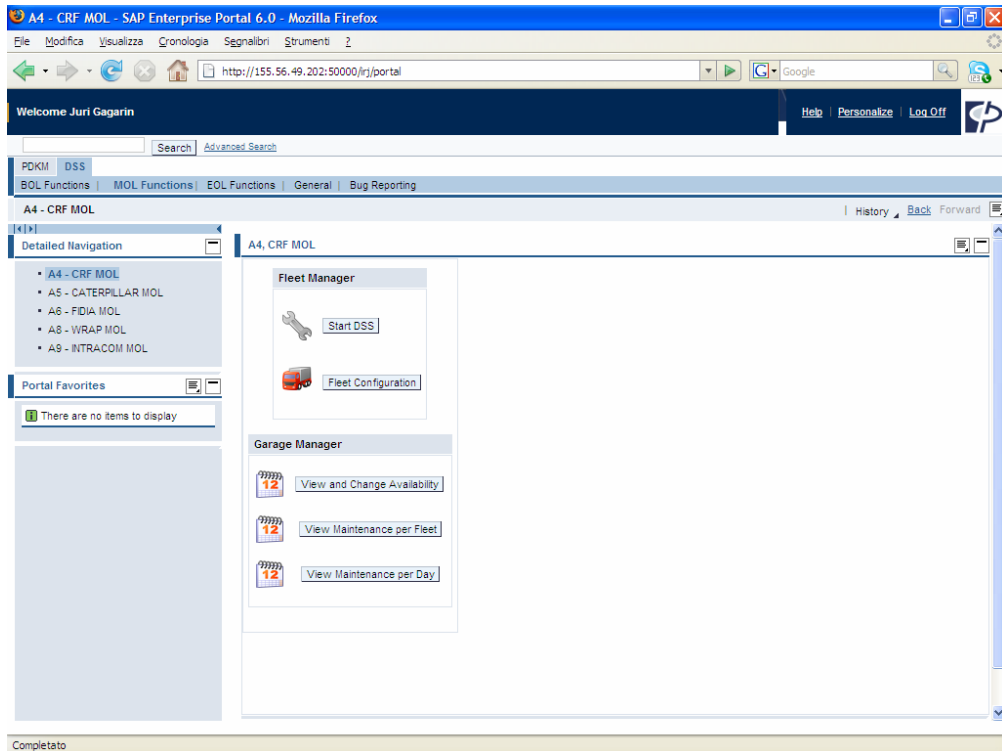 A4 - CRF MOL - SAP Enterprise Portal 6.0 - Mozilla Firefox
File Modifica Visualizza Cronologia Segnalibri Strumenti ?
http://155.56.49.202:50000/irj/portal
G Google
Welcome Juri Gagarin
Help | Personalize | Log Off
Search Advanced Search
PDKM DSS
BOL Functions | MOL Functions | EOL Functions | General | Bug Reporting
A4 - CRF MOL
| History Back Forward
Detailed Navigation
A4 - CRF MOL
A5 - CATERPILLAR MOL
A6 - FIDIA MOL
A8 - WRAP MOL
A9 - INTRACOM MOL
Portal Favorites
There are no items to display
A4, CRF MOL
Fleet Manager
Start DSS
Fleet Configuration
Garage Manager
12 View and Change Availability
12 View Maintenance per Fleet
12 View Maintenance per Day
Completato